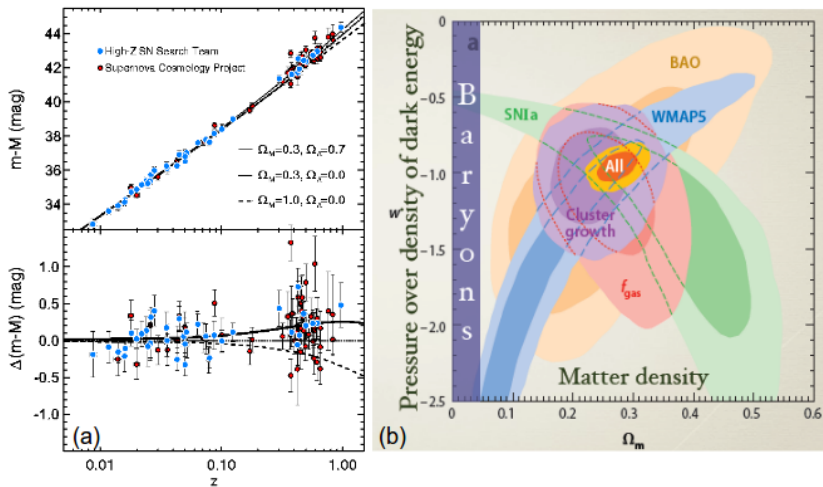 m-M (mag)
44
42
40
38
36
34
High-Z SN Search Team
Supernova Cosmology Project
Ω_M=0.3, Ω_Λ=0.7
Ω_M=0.3, Ω_Λ=0.0
Ω_M=1.0, Ω_Λ=0.0
Δ(m-M) (mag)
1.0
0.5
0.0
-0.5
-1.0
(a)
0.01
0.10
1.00
z
Pressure over density of dark energy
w
0
−0.5
−1.0
−1.5
−2.0
−2.5
a
Baryons
BAO
SNIa
WMAP5
All
Cluster
growth
f_gas
Matter density
(b)
0
0.1
0.2
0.3
0.4
0.5
0.6
Ω_m